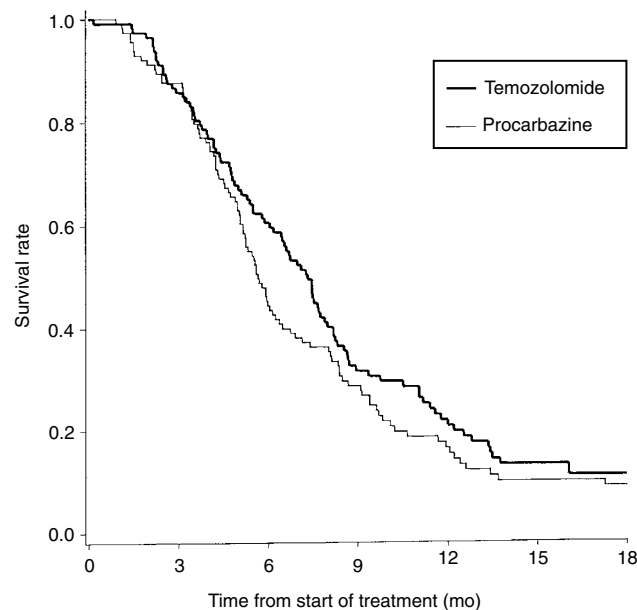 1.0
0.8
0.6
0.4
0.2
0.0
Survival rate
Temozolomide
Procarbazine
0 3 6 9 12 15 18
Time from start of treatment (mo)